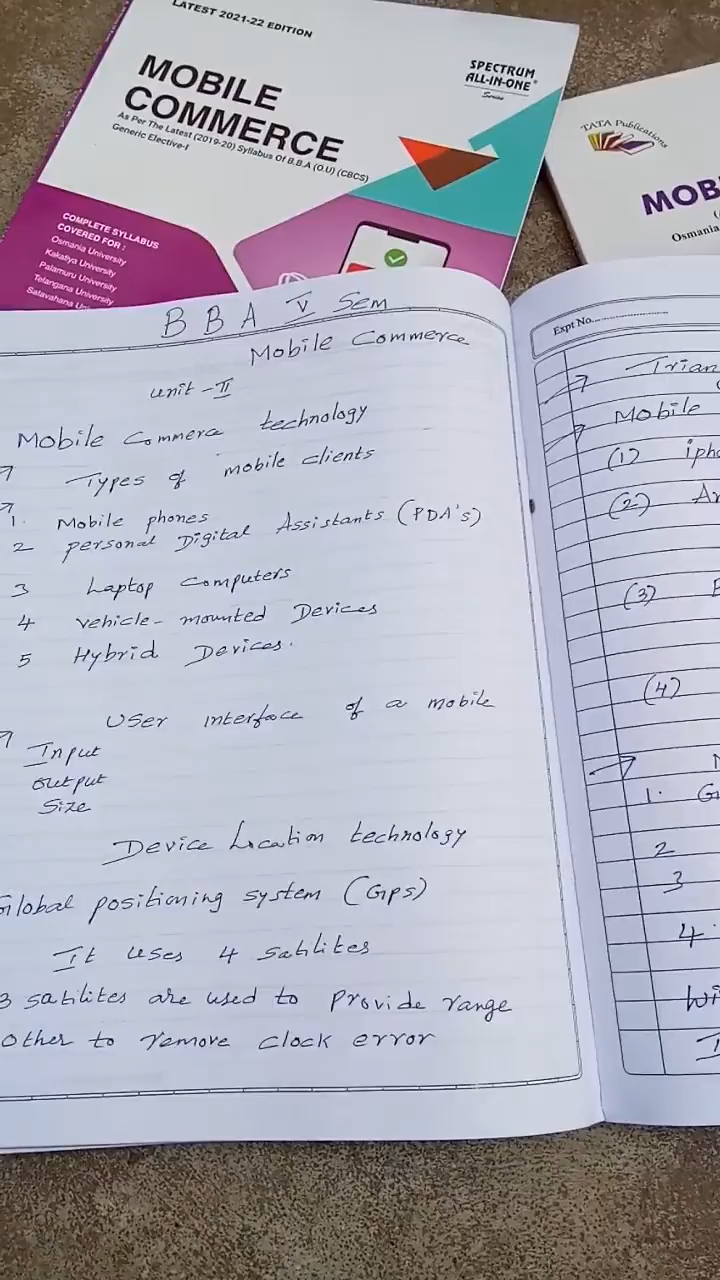 LATEST 2021-22 EDITION
MOBILE
COMMERCE
SPECTRUM
ALL-IN-ONE
Series
As Per The Latest (2019-20) Syllabus Of B.B.A (O.U) (CBCS)
Generic Elective-I
COMPLETE SYLLABUS
COVERED FOR :
Osmania University
Kakatiya University
Palamuru University
Telangana University
Satavahana
TATA Publications
MOB
Osmania
BBA V Sem
Mobile Commerce
unit-II
Mobile Commerce technology
Types of mobile clients
1. Mobile phones
2 personal Digital Assistants (PDA's)
3 Laptop Computers
4 vehicle-mounted Devices
5 Hybrid Devices.
User interface of a mobile
Input
output
Size
Device Location technology
Global positioning system (GPS)
It uses 4 satilites
3 satilites are used to provide range
other to remove clock error
Expt No.
Trian
Mobile
(1) ipho
(2) An
(3)
(4)
1. G
2
3
4.
Wi